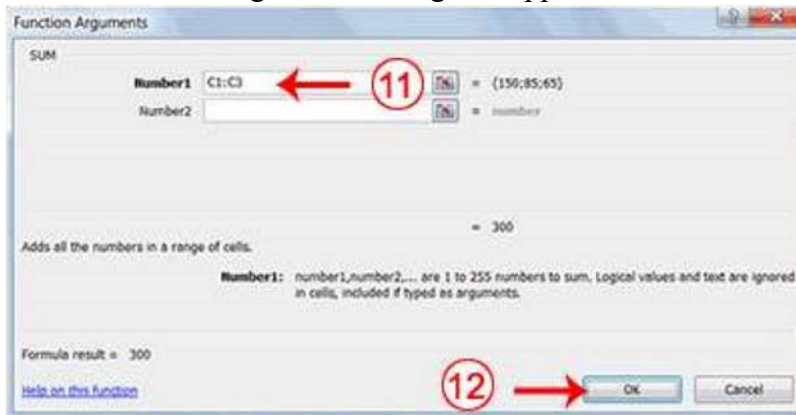 Function Arguments
SUM
Number1 C1:C3 11 = {150;85;65}
Number2 = number
= 300
Adds all the numbers in a range of cells.
Number1: number1,number2,... are 1 to 255 numbers to sum. Logical values and text are ignored
in cells, included if typed as arguments.
Formula result = 300
Help on this function 12 OK Cancel